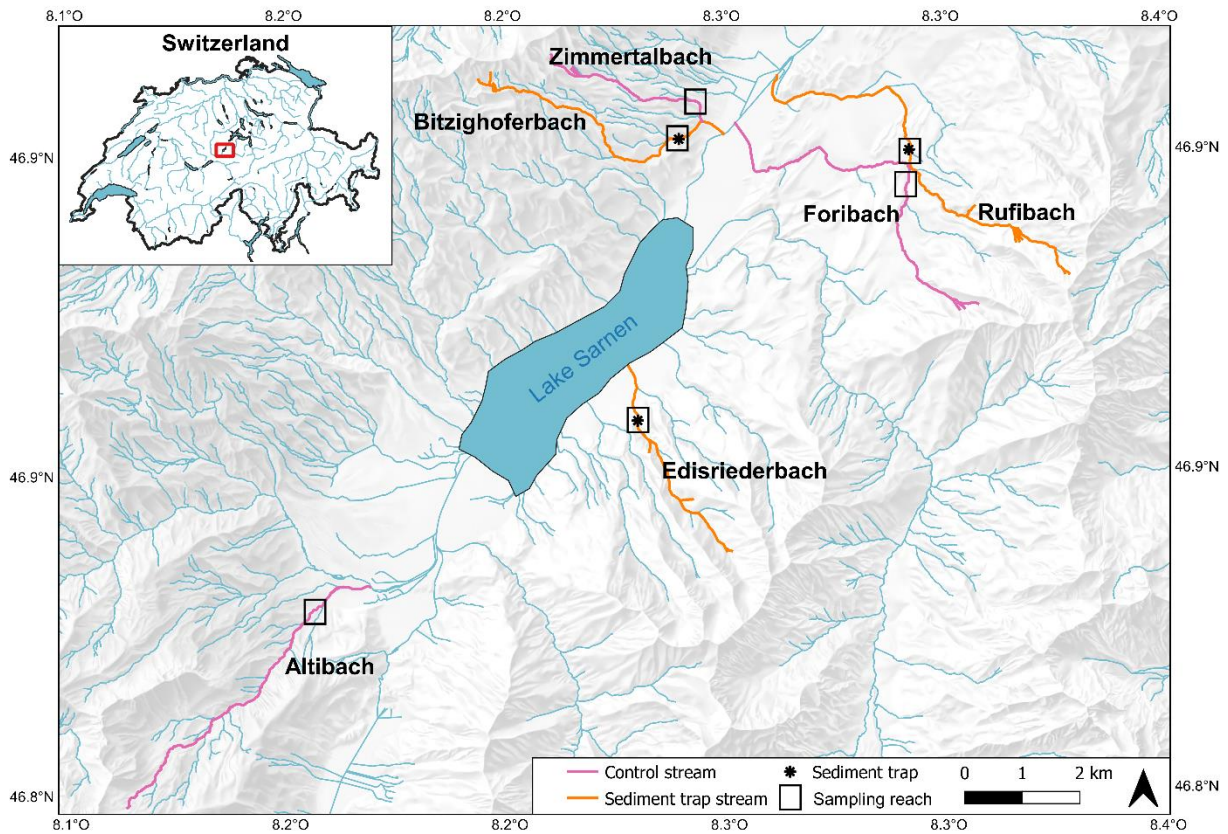 8.1°O 8.2°O 8.2°O 8.3°O 8.3°O 8.4°O
Switzerland
Zimmertalbach
Bitzighoferbach
46.9°N 46.9°N
Foribach
Rufibach
Lake Sarnen
Edisriederbach
46.9°N 46.9°N
Altibach
Control stream Sediment trap 0 1 2 km
Sediment trap stream Sampling reach
46.8°N 46.8°N
8.1°O 8.2°O 8.2°O 8.3°O 8.3°O 8.4°O